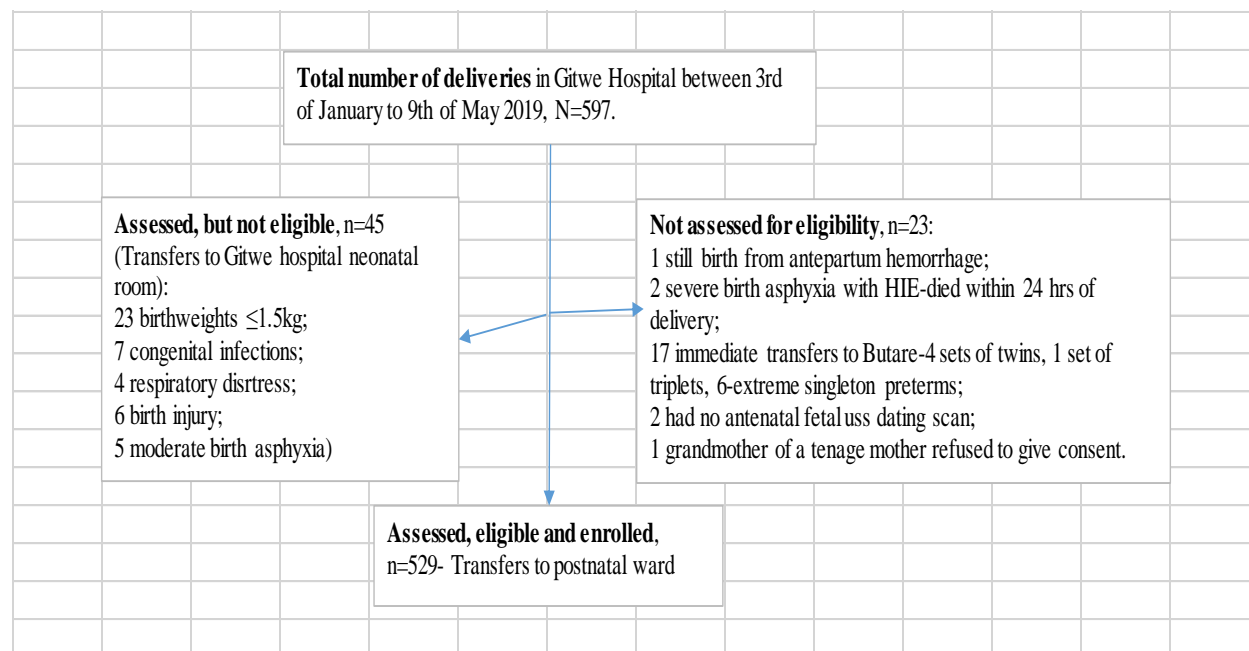 Total number of deliveries in Gitwe Hospital between 3rd
of January to 9th of May 2019, N=597.
Assessed, but not eligible, n=45
(Transfers to Gitwe hospital neonatal
room):
23 birthweights ≤1.5kg;
7 congenital infections;
4 respiratory disrtress;
6 birth injury;
5 moderate birth asphyxia)
Not assessed for eligibility, n=23:
1 still birth from antepartum hemorrhage;
2 severe birth asphyxia with HIE-died within 24 hrs of
delivery;
17 immediate transfers to Butare-4 sets of twins, 1 set of
triplets, 6-extreme singleton preterms;
2 had no antenatal fetal uss dating scan;
1 grandmother of a tenage mother refused to give consent.
Assessed, eligible and enrolled,
n=529- Transfers to postnatal ward